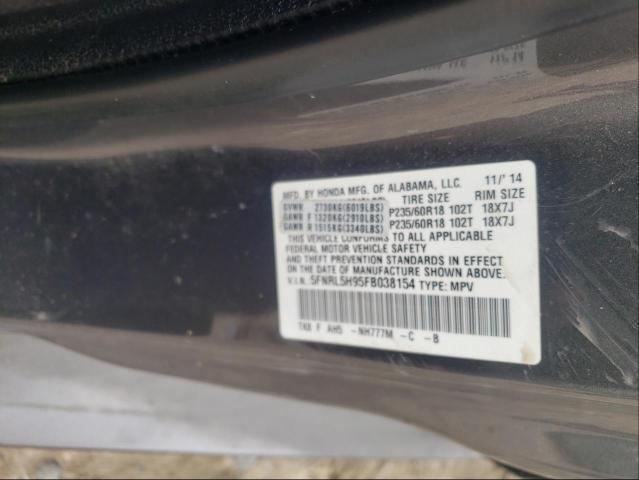 MFD. BY HONDA MFG. OF ALABAMA, LLC. 11/'14
TIRE SIZE RIM SIZE
GVWR 2730KG(6019LBS)
GAWR F 1320KG(2910LBS) P235/60R18 102T 18X7J
GAWR R 1515KG(3340LBS) P235/60R18 102T 18X7J
THIS VEHICLE CONFORMS TO ALL APPLICABLE
FEDERAL MOTOR VEHICLE SAFETY
AND THEFT PREVENTION STANDARDS IN EFFECT
ON THE DATE OF MANUFACTURE SHOWN ABOVE.
V.I.N.: 5FNRL5H95FB038154 TYPE: MPV
TK8 F AH5 -NH777M -C -B